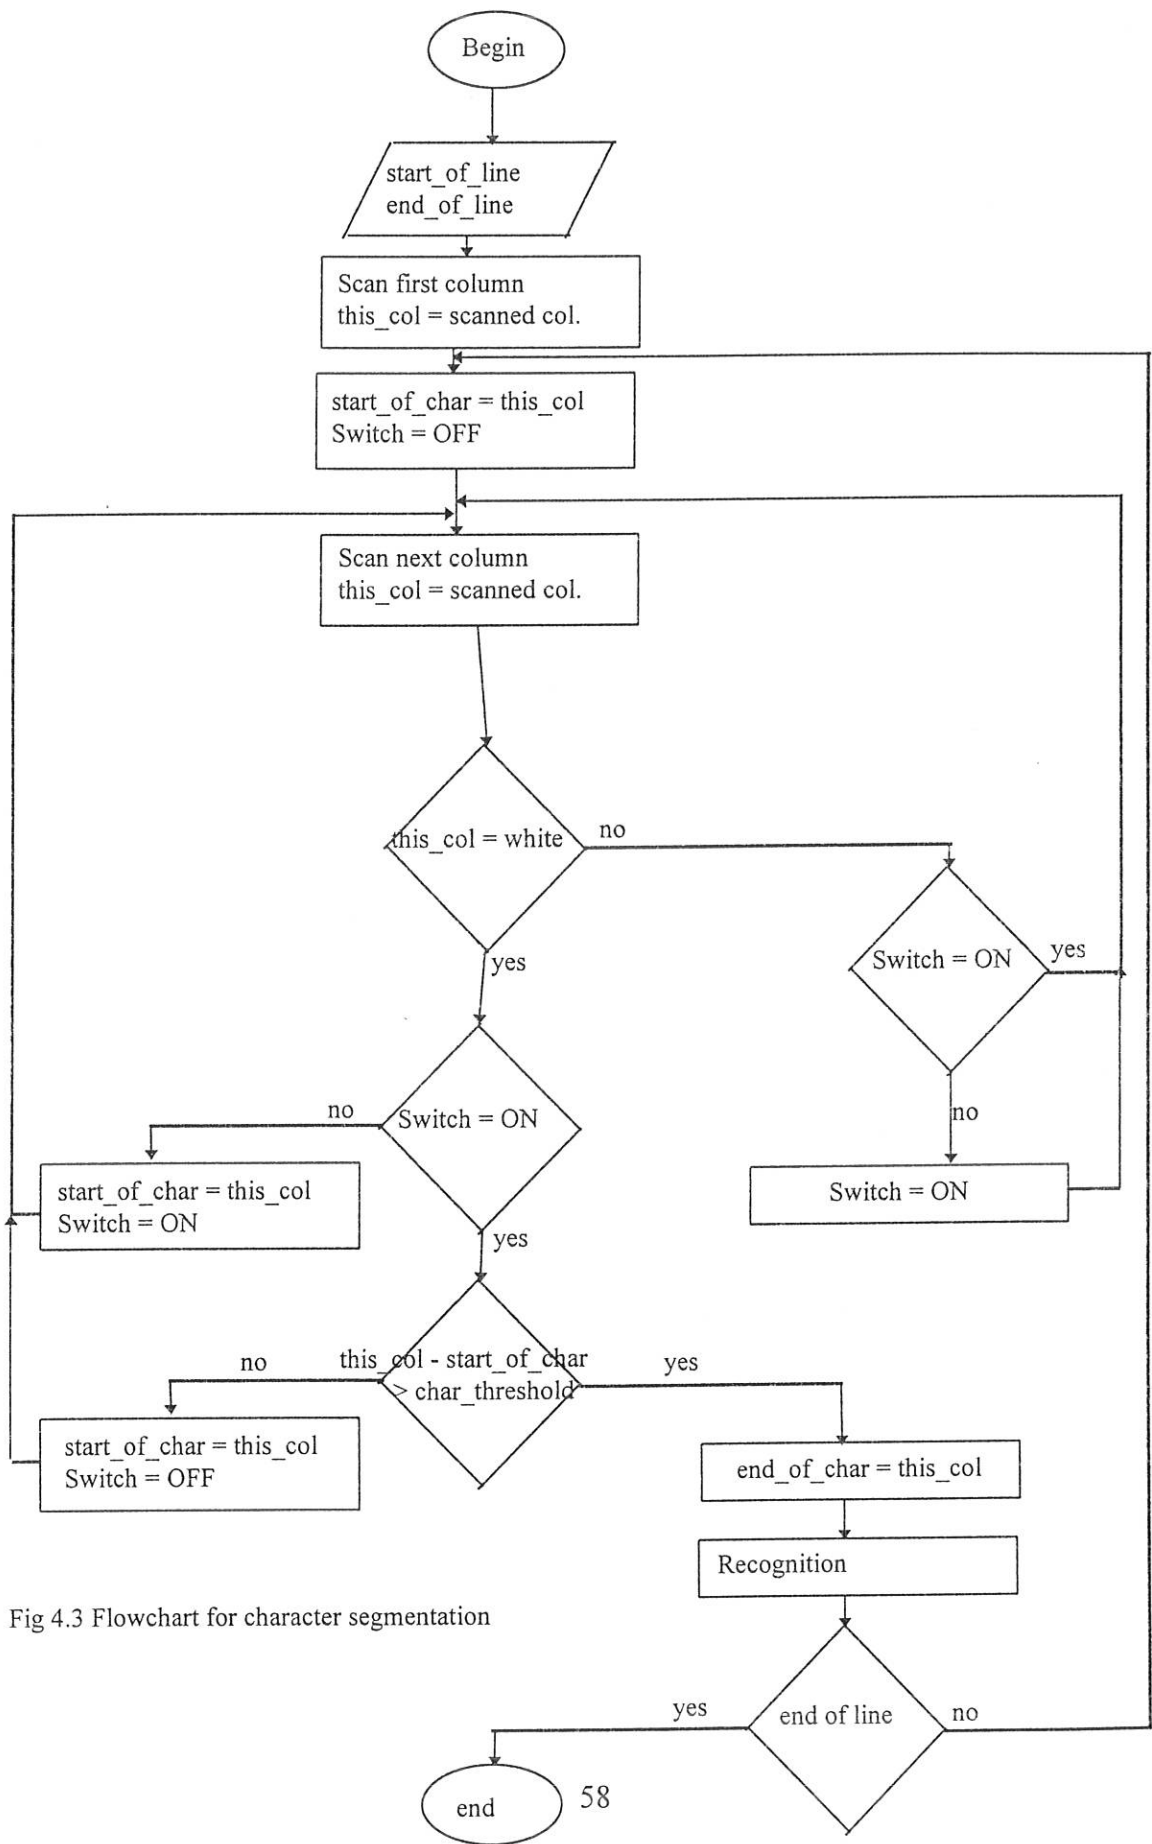 Begin
start_of_line
end_of_line
Scan first column
this_col = scanned col.
start_of_char = this_col
Switch = OFF
Scan next column
this_col = scanned col.
this_col = white
no
yes
Switch = ON
yes
no
Switch = ON
no
Switch = ON
yes
start_of_char = this_col
Switch = ON
this_col - start_of_char
> char_threshold
no
yes
start_of_char = this_col
Switch = OFF
end_of_char = this_col
Recognition
Fig 4.3 Flowchart for character segmentation
end of line
yes
no
end
58